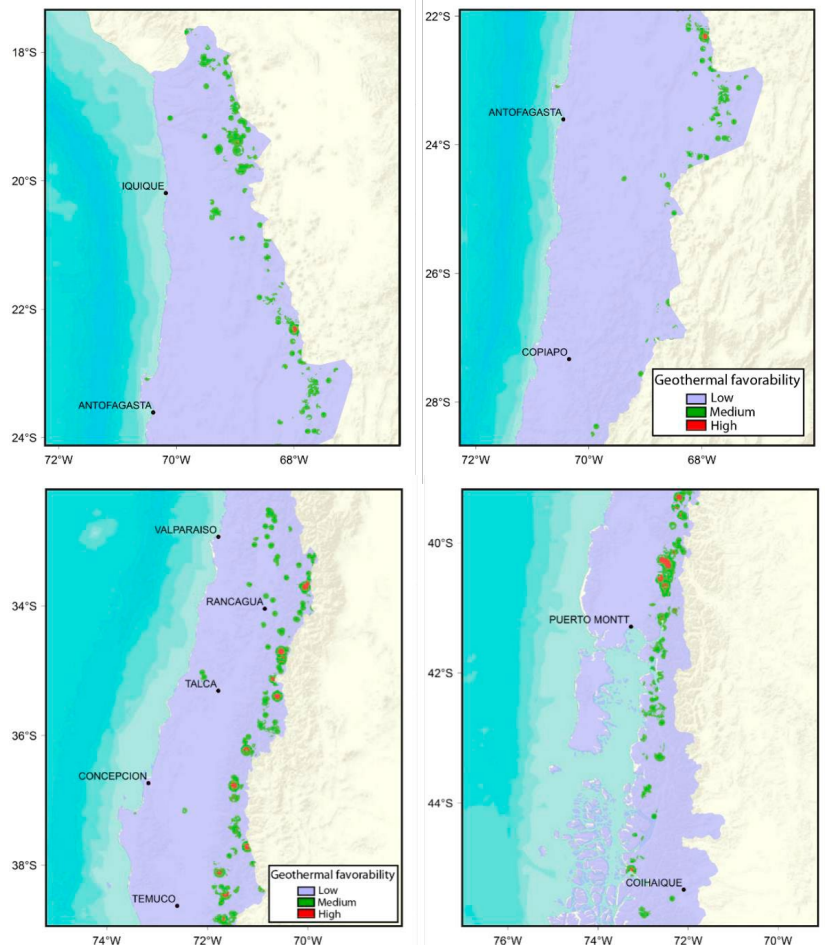 18°S
20°S
22°S
24°S
IQUIQUE
ANTOFAGASTA
72°W
70°W
68°W
22°S
24°S
26°S
28°S
ANTOFAGASTA
COPIAPO
Geothermal favorability
Low
Medium
High
72°W
70°W
68°W
34°S
36°S
38°S
VALPARAISO
RANCAGUA
TALCA
CONCEPCION
TEMUCO
Geothermal favorability
Low
Medium
High
74°W
72°W
70°W
40°S
42°S
44°S
PUERTO MONTT
COIHAIQUE
76°W
74°W
72°W
70°W